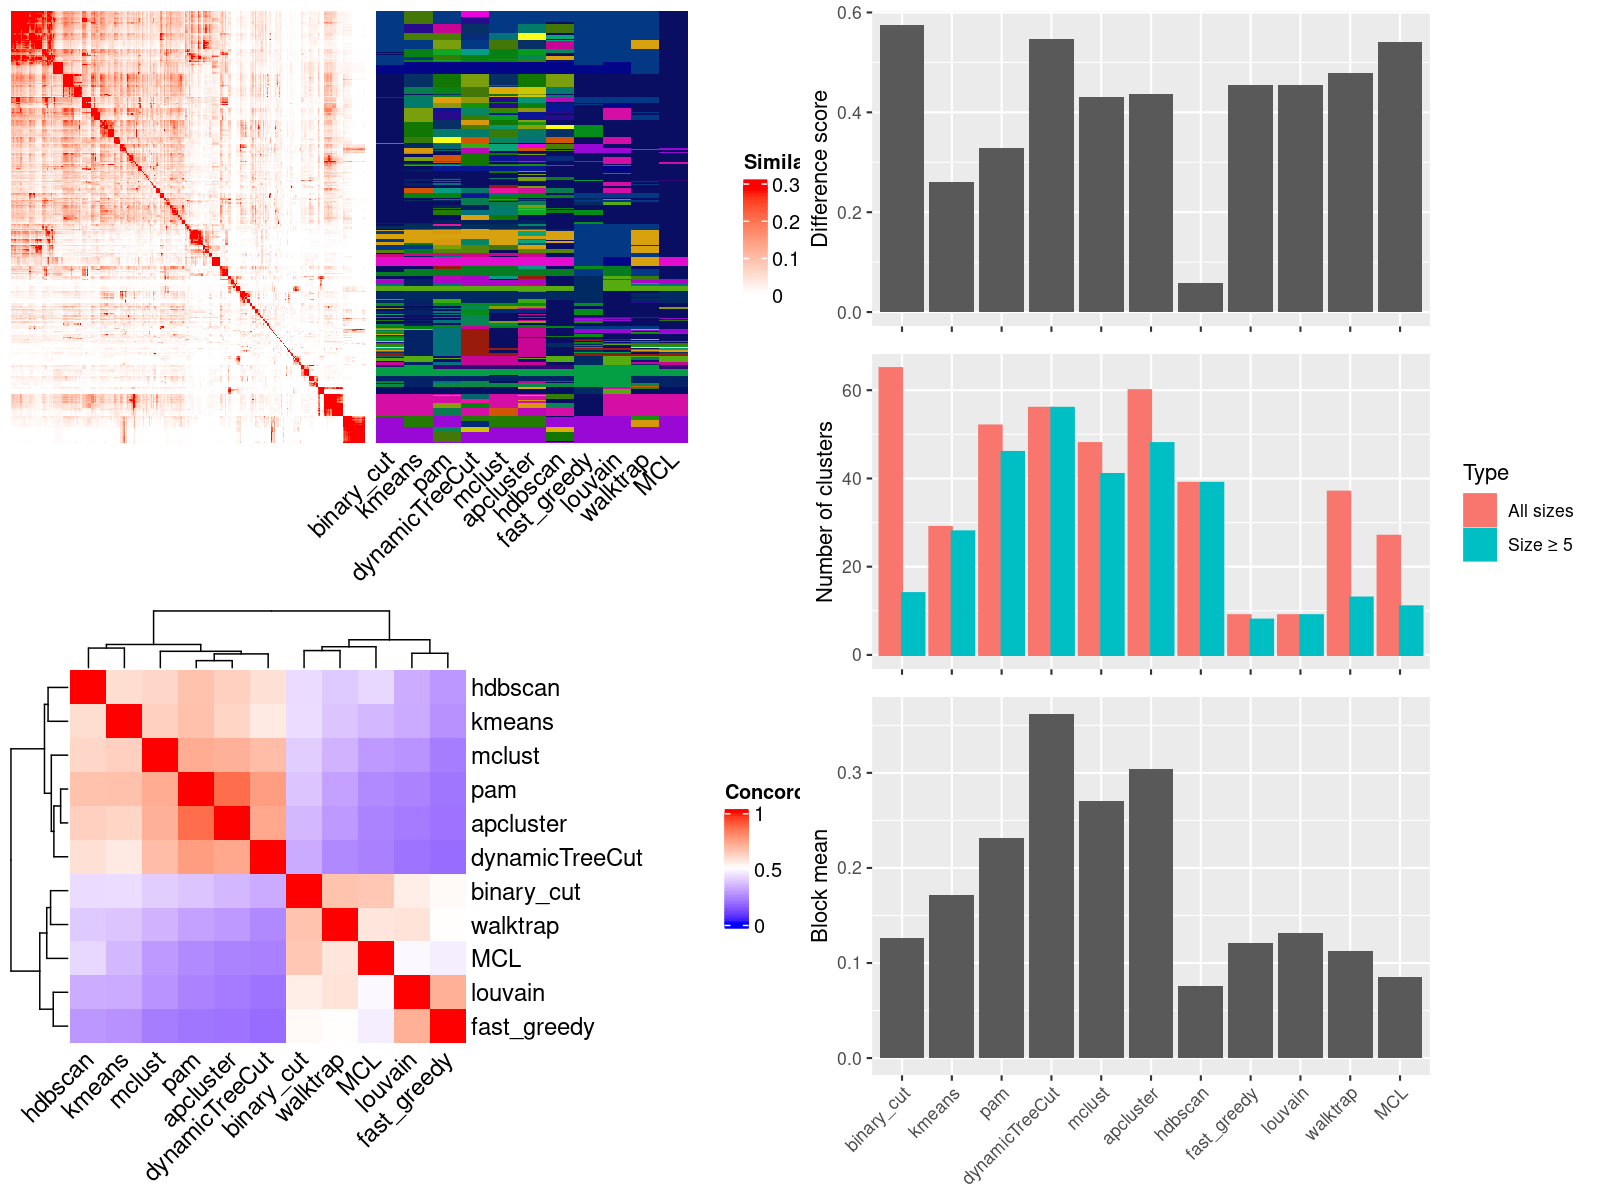 Simila
0.3
0.2
0.1
0
binary_cut
kmeans
pam
dynamicTreeCut
mclust
apcluster
hdbscan
fast_greedy
louvain
walktrap
MCL
hdbscan
kmeans
mclust
pam
apcluster
dynamicTreeCut
binary_cut
walktrap
MCL
louvain
fast_greedy
hdbscan
kmeans
mclust
pam
apcluster
dynamicTreeCut
binary_cut
walktrap
MCL
louvain
fast_greedy
Concord
1
0.5
0
Difference score
0.6
0.4
0.2
0.0
Number of clusters
60
40
20
0
Type
All sizes
Size ≥ 5
Block mean
0.3
0.2
0.1
0.0
binary_cut
kmeans
pam
dynamicTreeCut
mclust
apcluster
hdbscan
fast_greedy
louvain
walktrap
MCL